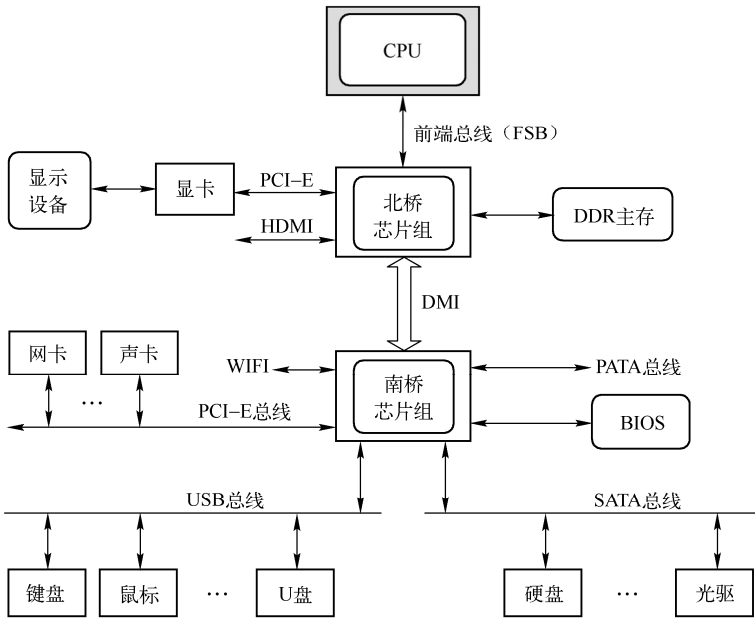 CPU
前端总线（FSB）
显示
设备
显卡
PCI–E
HDMI
北桥
芯片组
DDR主存
DMI
网卡
声卡
…
WIFI
PCI–E总线
南桥
芯片组
PATA总线
BIOS
USB总线
SATA总线
键盘
鼠标
…
U盘
硬盘
…
光驱